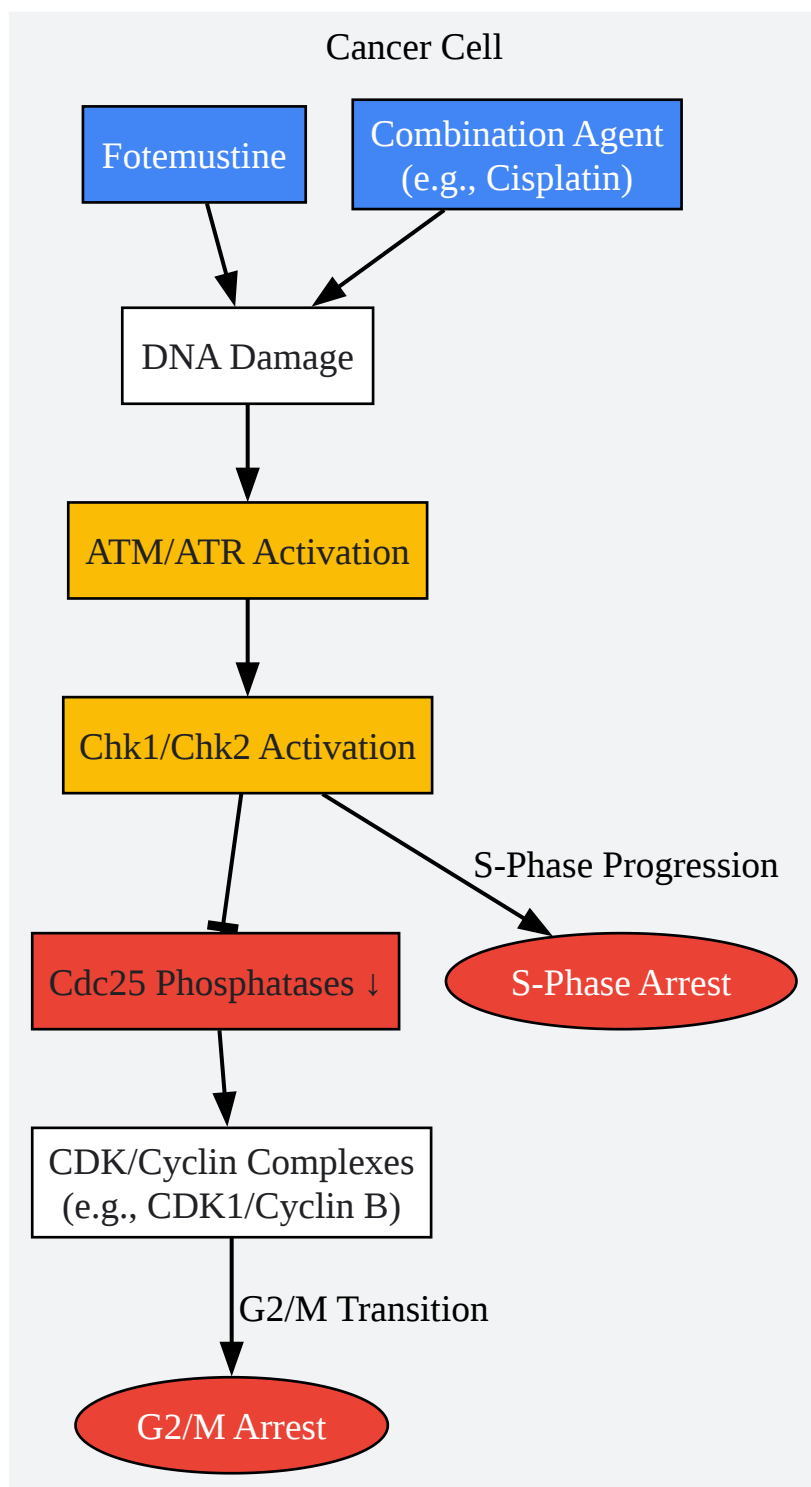 Cancer Cell
Fotemustine
Combination Agent
(e.g., Cisplatin)
DNA Damage
ATM/ATR Activation
Chk1/Chk2 Activation
S-Phase Progression
Cdc25 Phosphatases ↓
S-Phase Arrest
CDK/Cyclin Complexes
(e.g., CDK1/Cyclin B)
G2/M Transition
G2/M Arrest